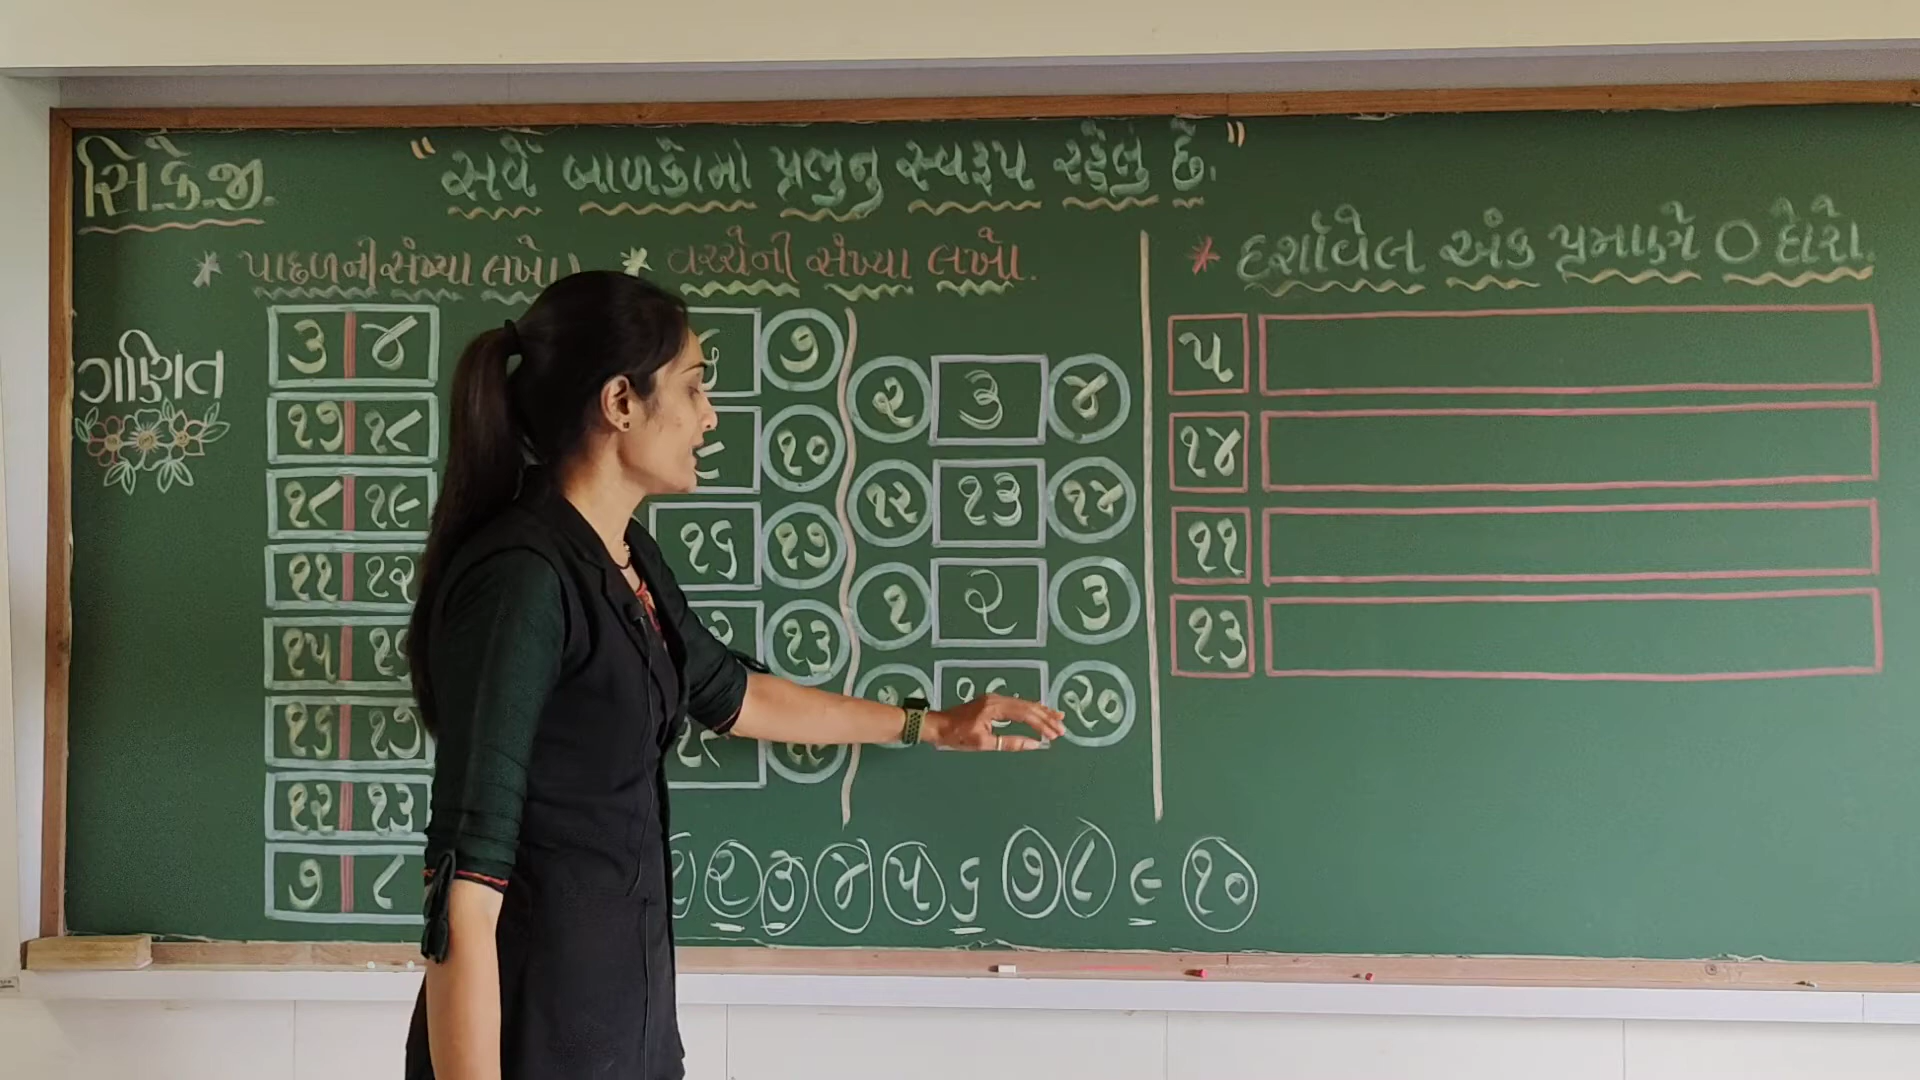 સિ.કે.જી.
"સર્વે બાળકોમાં પ્રભુનુ સ્વરૂપ રહેલુ છે."
* પાછળની સંખ્યા લખો.
* વચ્ચેની સંખ્યા લખો.
* દર્શાવેલ અંક પ્રમાણે ૦ દોરો.
ગણિત
૩ ૪
૧૭ ૧૮
૧૮ ૧૯
૧૧ ૧૨
૧૫
૧૬ ૧૭
૧૨ ૧૩
૭ ૮
૭
૧૦
૧૬ ૧૭
૧૩
૨ ૩ ૪
૧૨ ૧૩ ૧૪
૧ ૨ ૩
૨૦
૫
૧૪
૧૧
૧૩
૨ ૩ ૪ ૫ ૬ ૭ ૮ ૯ ૧૦